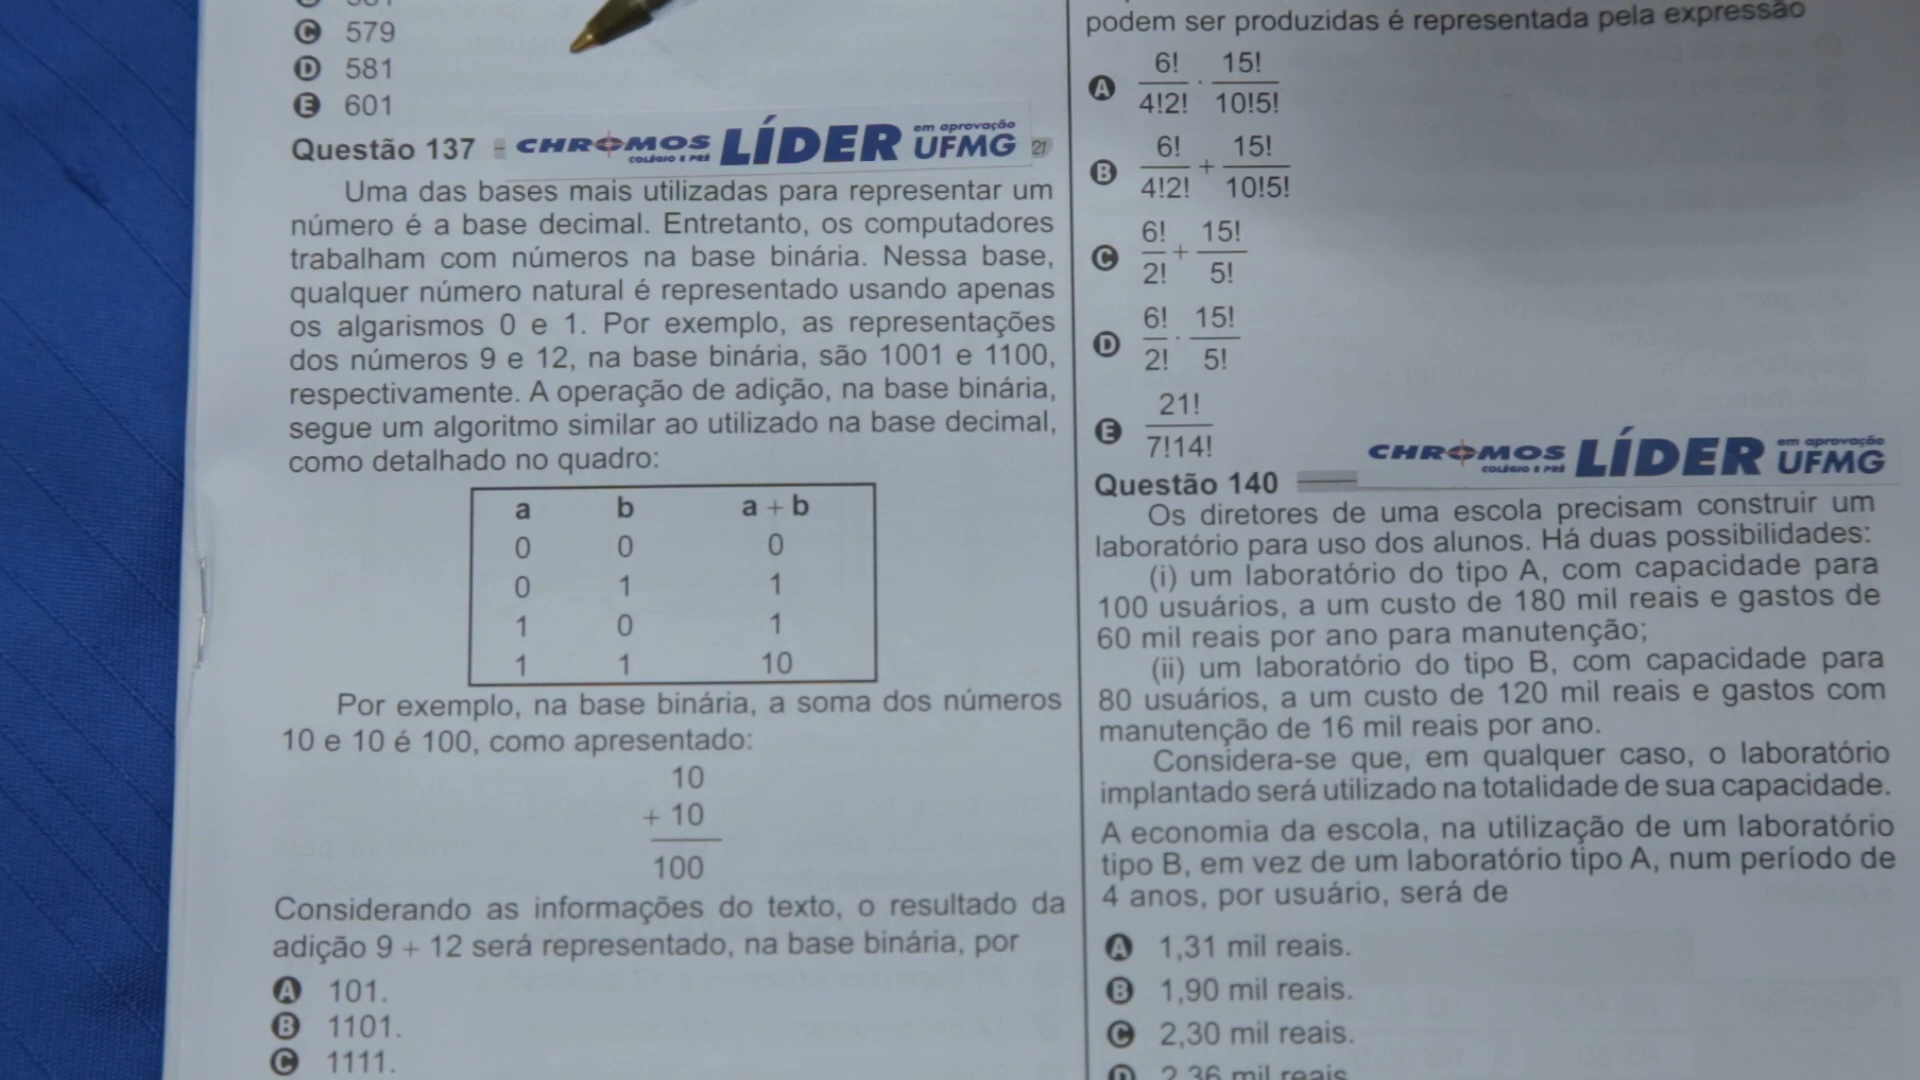 C 579
D 581
E 601
Questão 137 CHROMOS COLÉGIO E PRÉ LÍDER em aprovação UFMG 21
Uma das bases mais utilizadas para representar um
número é a base decimal. Entretanto, os computadores
trabalham com números na base binária. Nessa base,
qualquer número natural é representado usando apenas
os algarismos 0 e 1. Por exemplo, as representações
dos números 9 e 12, na base binária, são 1001 e 1100,
respectivamente. A operação de adição, na base binária,
segue um algoritmo similar ao utilizado na base decimal,
como detalhado no quadro:
a b a + b
0 0 0
0 1 1
1 0 1
1 1 10
Por exemplo, na base binária, a soma dos números
10 e 10 é 100, como apresentado:
10
+ 10
100
Considerando as informações do texto, o resultado da
adição 9 + 12 será representado, na base binária, por
A 101.
B 1101.
C 1111.
podem ser produzidas é representada pela expressão
A 6!/4!2! · 15!/10!5!
B 6!/4!2! + 15!/10!5!
C 6!/2! + 15!/5!
D 6!/2! · 15!/5!
E 21!/7!14!
Questão 140 CHROMOS COLÉGIO E PRÉ LÍDER em aprovação UFMG
Os diretores de uma escola precisam construir um
laboratório para uso dos alunos. Há duas possibilidades:
(i) um laboratório do tipo A, com capacidade para
100 usuários, a um custo de 180 mil reais e gastos de
60 mil reais por ano para manutenção;
(ii) um laboratório do tipo B, com capacidade para
80 usuários, a um custo de 120 mil reais e gastos com
manutenção de 16 mil reais por ano.
Considera-se que, em qualquer caso, o laboratório
implantado será utilizado na totalidade de sua capacidade.
A economia da escola, na utilização de um laboratório
tipo B, em vez de um laboratório tipo A, num período de
4 anos, por usuário, será de
A 1,31 mil reais.
B 1,90 mil reais.
C 2,30 mil reais.
D 2,36 mil reais